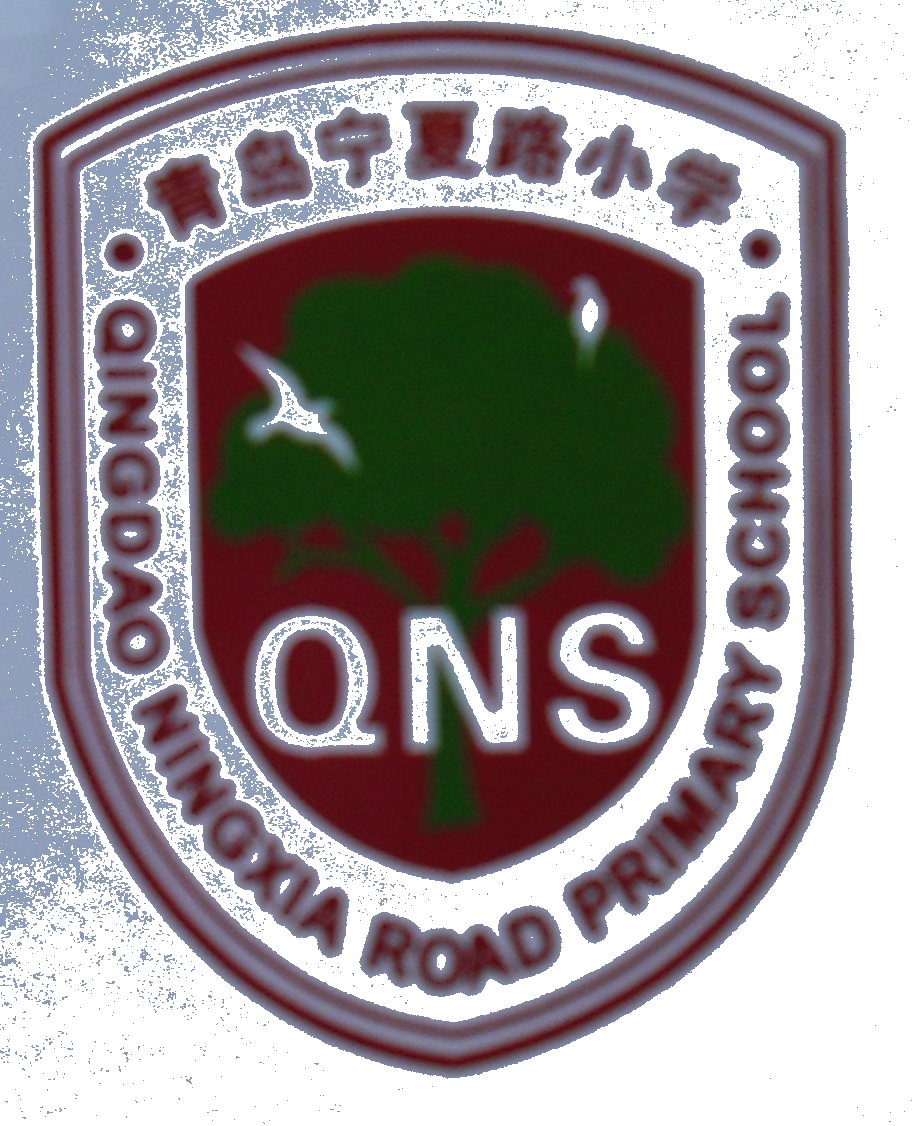 青岛宁夏路小学
QINGDAO NINGXIA ROAD PRIMARY SCHOOL
QNS